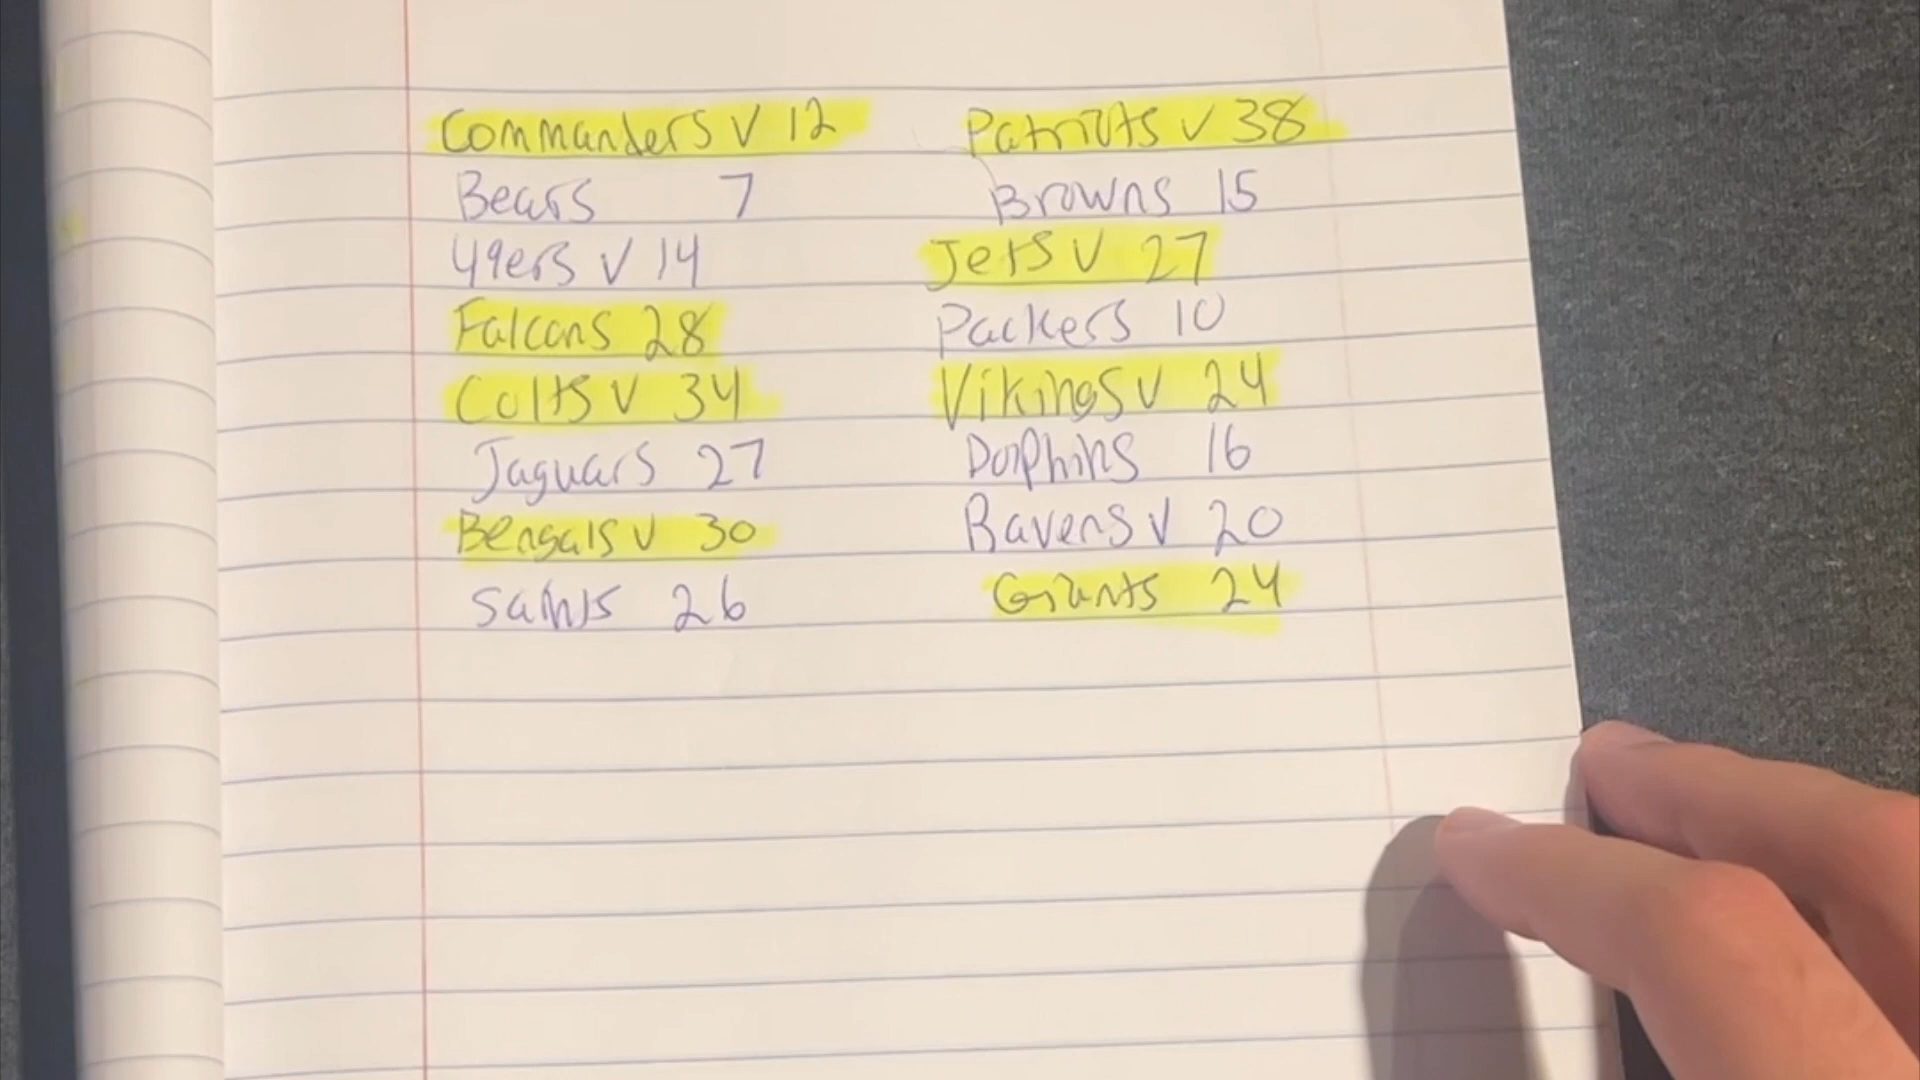 Commanders V 12
Bears 7
49ers V 14
Falcons 28
Colts V 34
Jaguars 27
Bengals V 30
Saints 26
Patriots V 38
Browns 15
Jets V 27
Packers 10
Vikings V 24
Dolphins 16
Ravens V 20
Giants 24